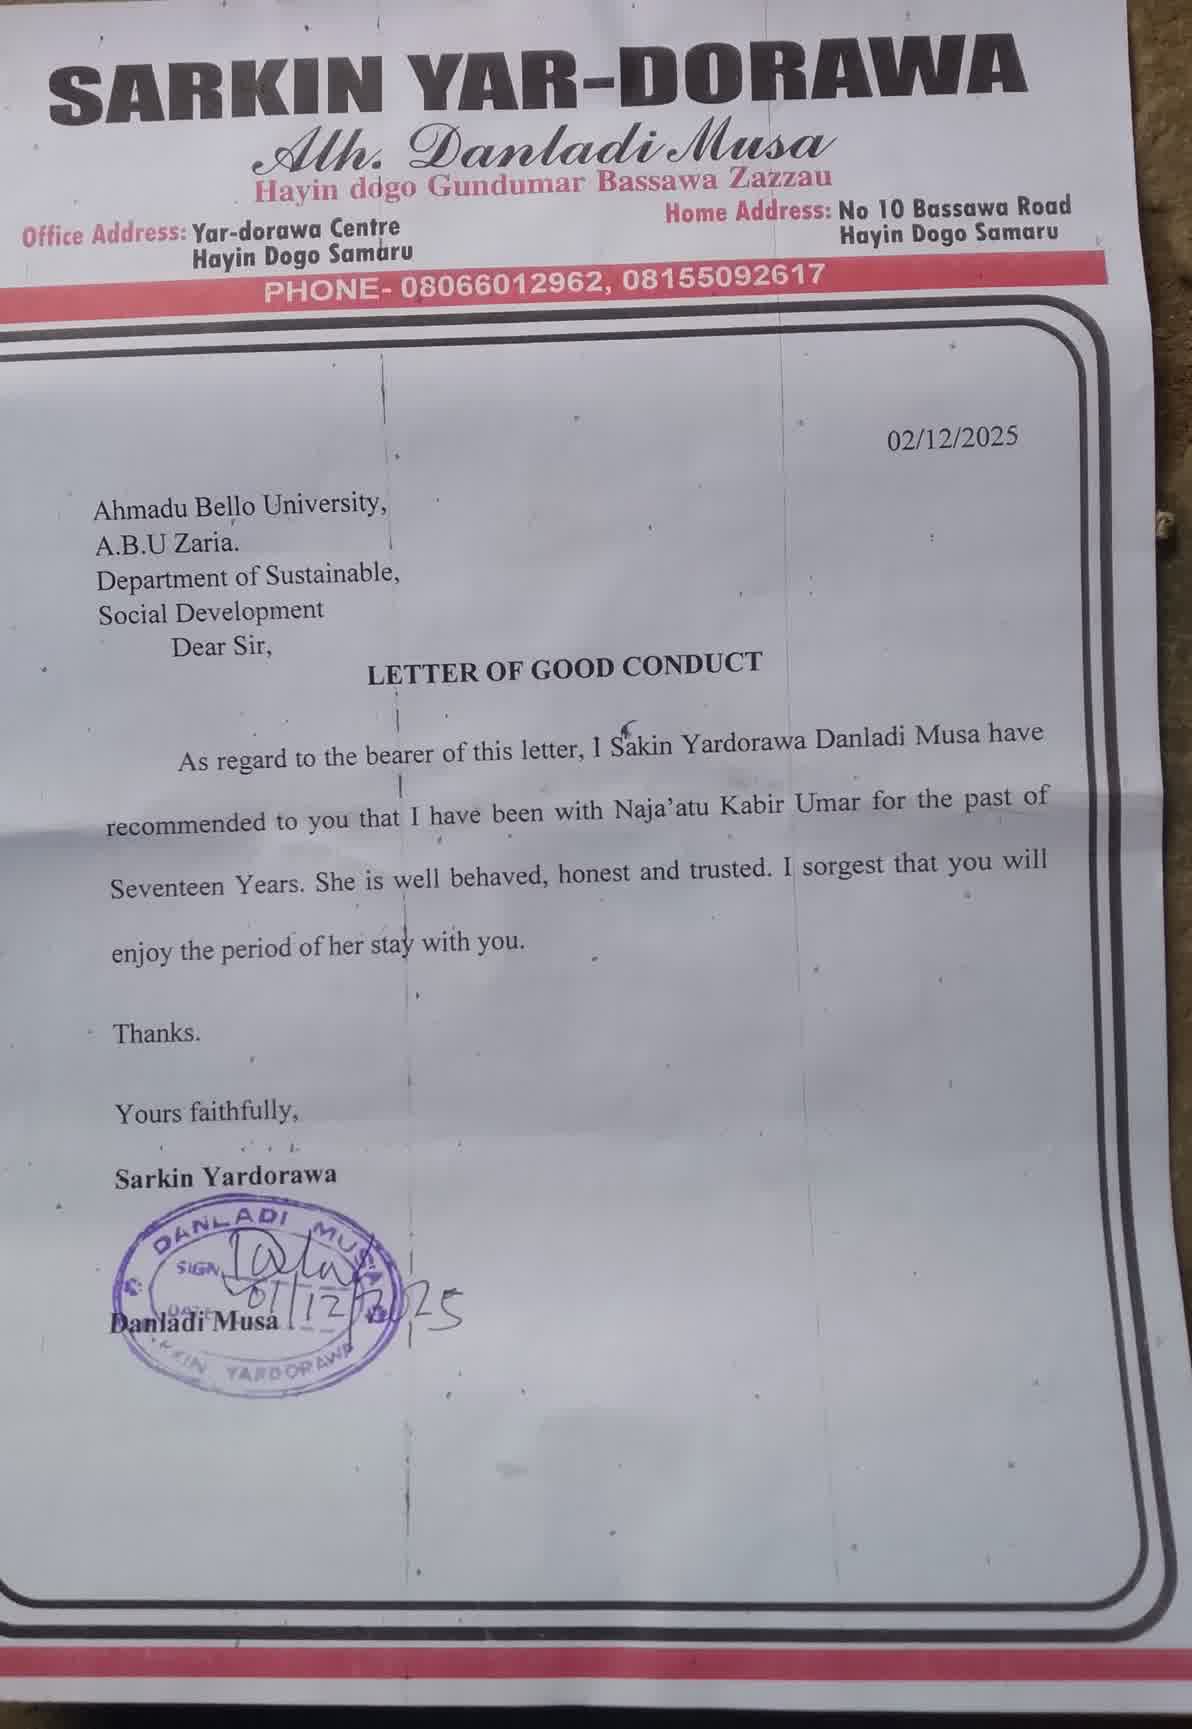 SARKIN YAR-DORAWA
Alh. Danladi Musa
Hayin dogo Gundumar Bassawa Zazzau
Office Address: Yar-dorawa Centre
Hayin Dogo Samaru
Home Address: No 10 Bassawa Road
Hayin Dogo Samaru
PHONE- 08066012962, 08155092617
02/12/2025
Ahmadu Bello University,
A.B.U Zaria.
Department of Sustainable,
Social Development
Dear Sir,
LETTER OF GOOD CONDUCT
As regard to the bearer of this letter, I Sakin Yardorawa Danladi Musa have
recommended to you that I have been with Naja’atu Kabir Umar for the past of
Seventeen Years. She is well behaved, honest and trusted. I sorgest that you will
enjoy the period of her stay with you.
Thanks.
Yours faithfully,
Sarkin Yardorawa
DANLADI MUSA
SIGN
DATE
Danladi Musa
SARKIN YARDORAWA